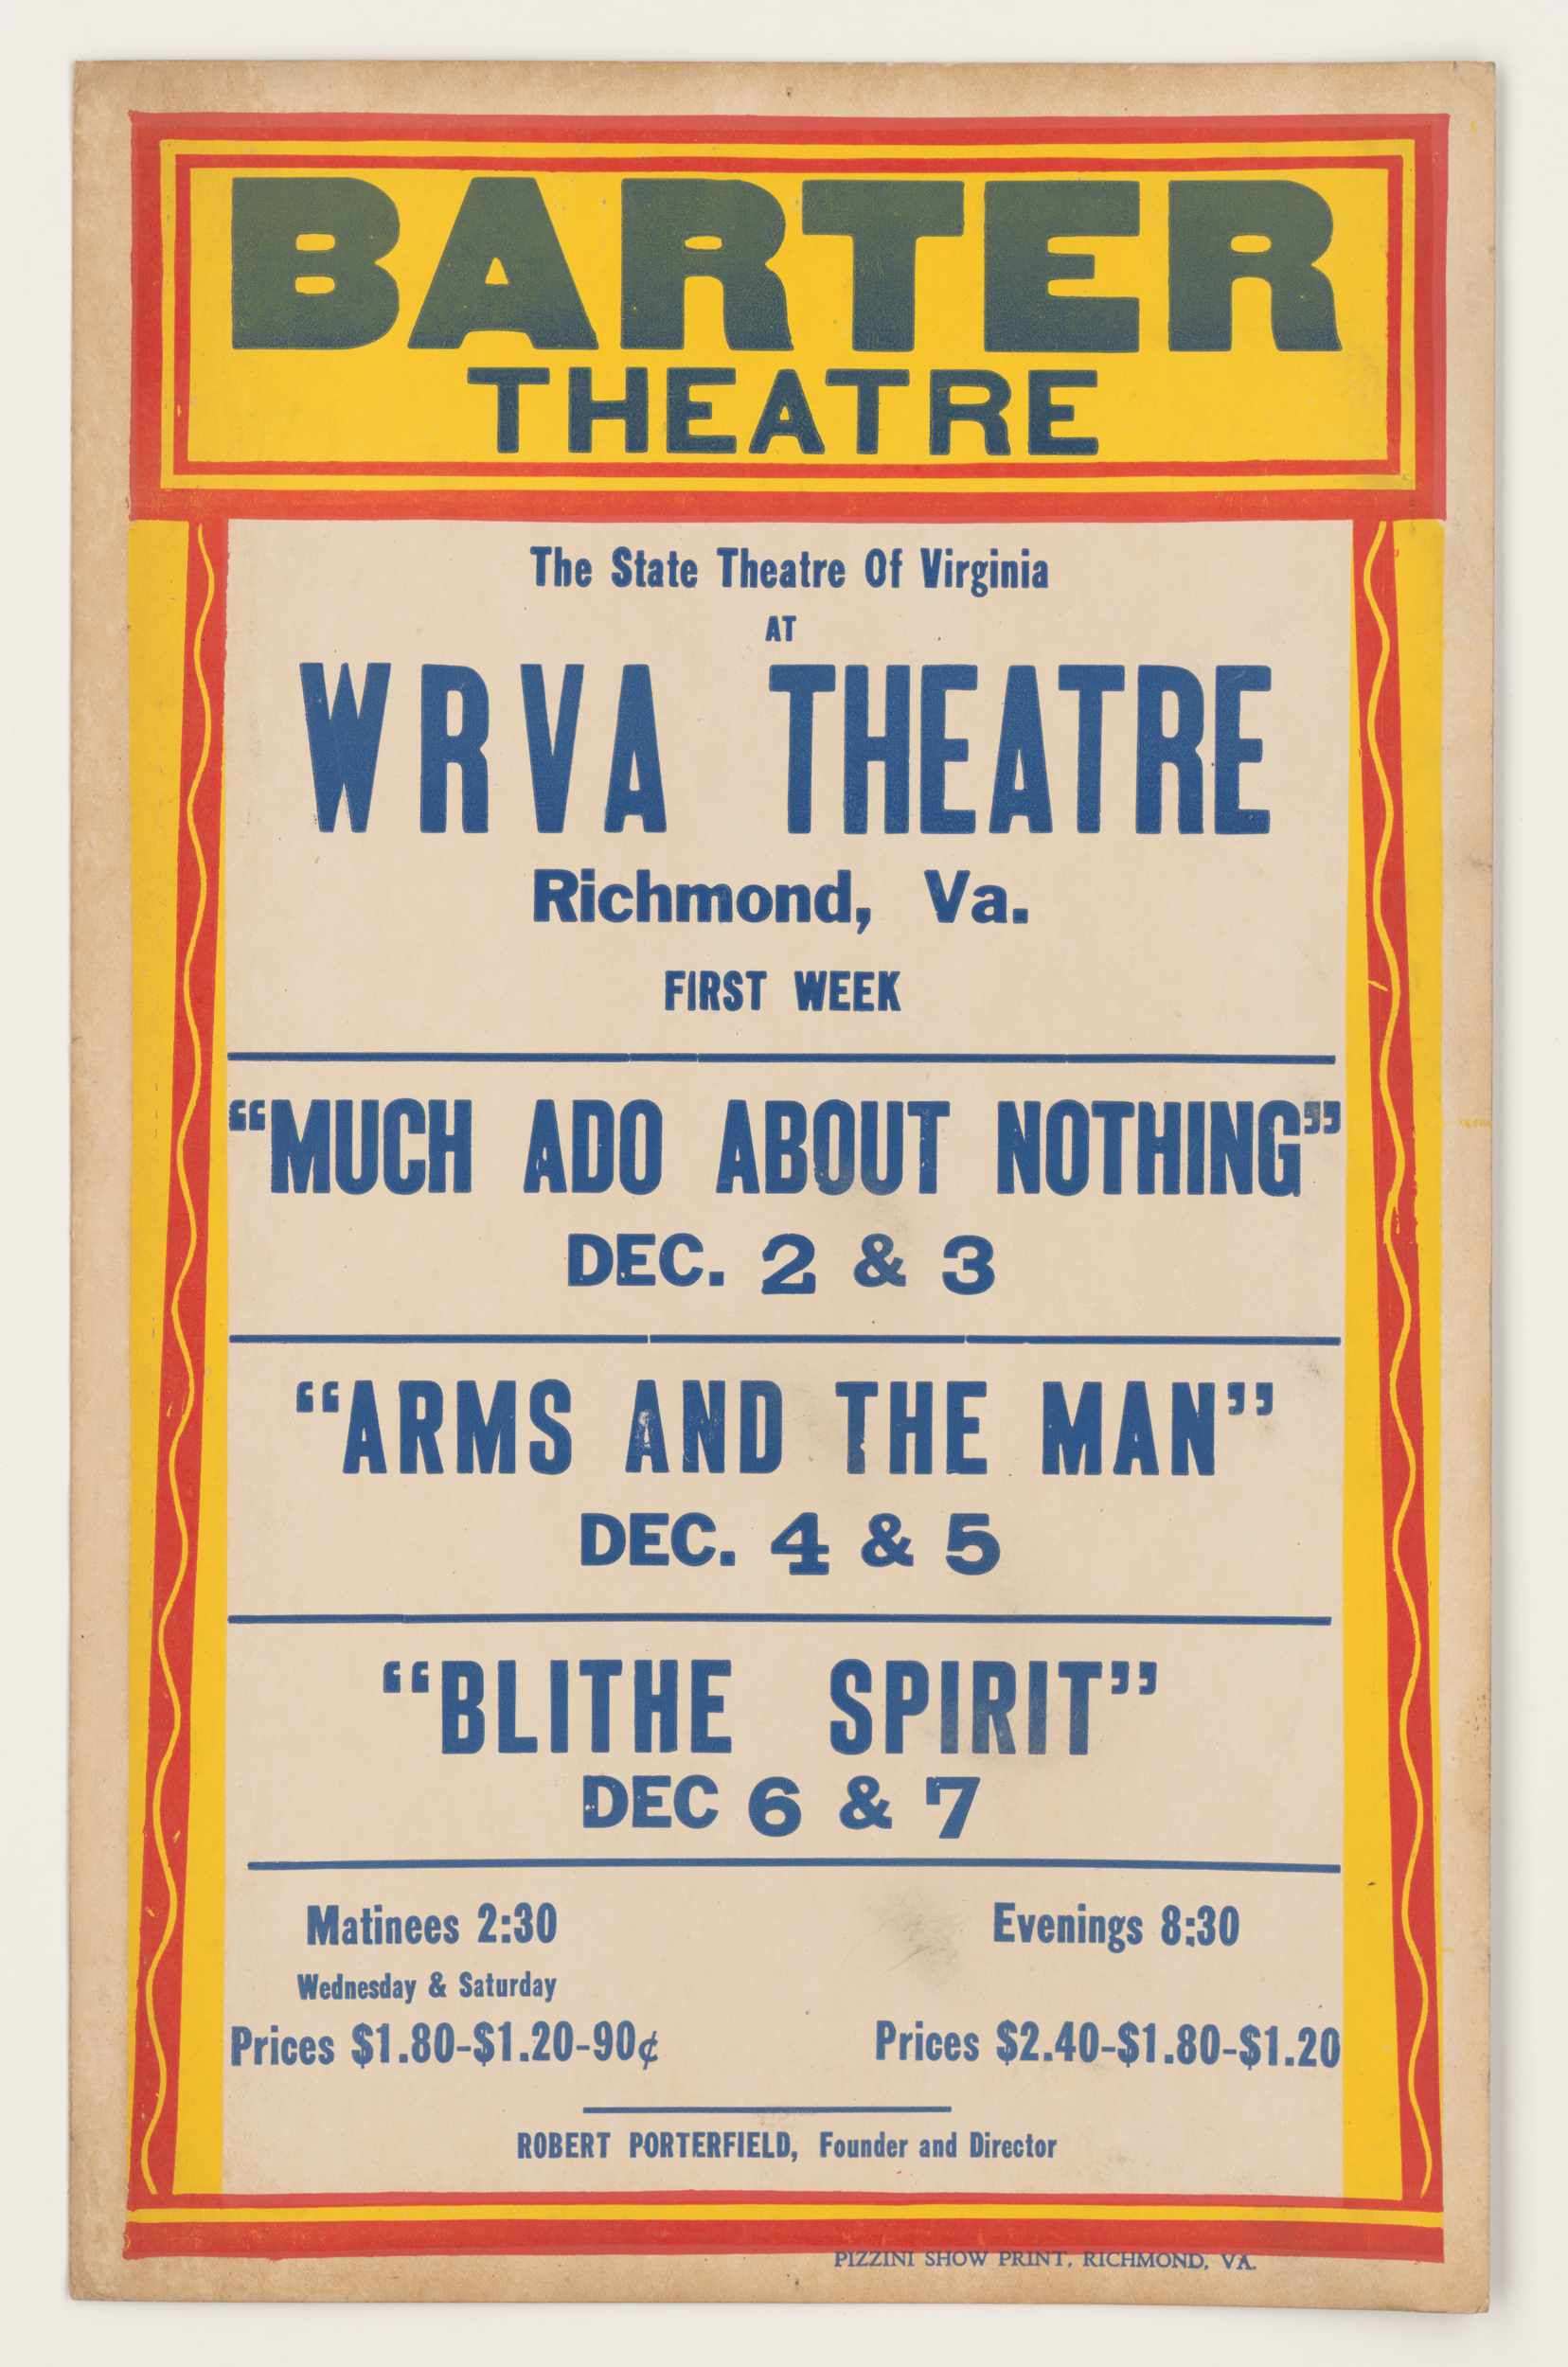 BARTER
THEATRE
The State Theatre Of Virginia
AT
WRVA THEATRE
Richmond, Va.
FIRST WEEK
“MUCH ADO ABOUT NOTHING”
DEC. 2 & 3
“ARMS AND THE MAN”
DEC. 4 & 5
“BLITHE SPIRIT”
DEC 6 & 7
Matinees 2:30
Wednesday & Saturday
Prices $1.80-$1.20-90¢
Evenings 8:30
Prices $2.40-$1.80-$1.20
ROBERT PORTERFIELD, Founder and Director
PIZZINI SHOW PRINT, RICHMOND, VA.